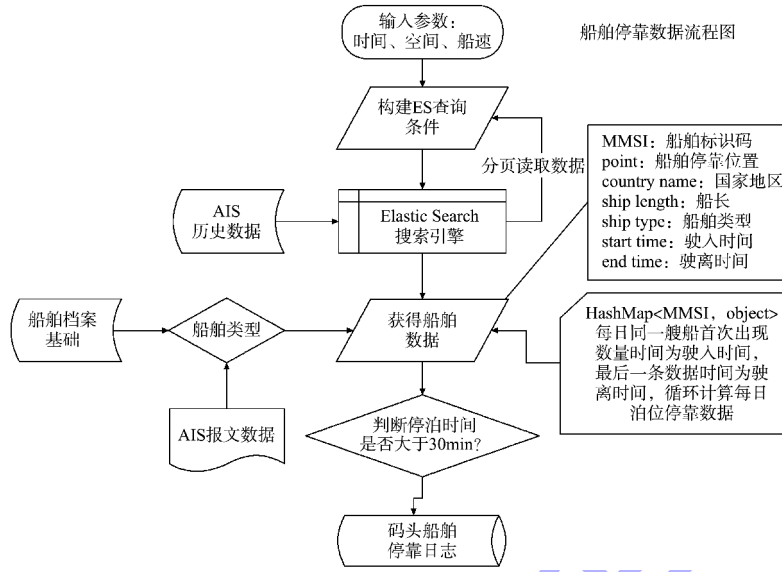 输入参数：
时间、空间、船速
船舶停靠数据流程图
构建ES查询
条件
分页读取数据
MMSI：船舶标识码
point：船舶停靠位置
country name：国家地区
ship length：船长
ship type：船舶类型
start time：驶入时间
end time：驶离时间
AIS
历史数据
Elastic Search
搜索引擎
船舶档案
基础
船舶类型
获得船舶
数据
HashMap<MMSI，object>
每日同一艘船首次出现
数量时间为驶入时间，
最后一条数据时间为驶
离时间，循环计算每日
泊位停靠数据
AIS报文数据
判断停泊时间
是否大于30min？
码头船舶
停靠日志